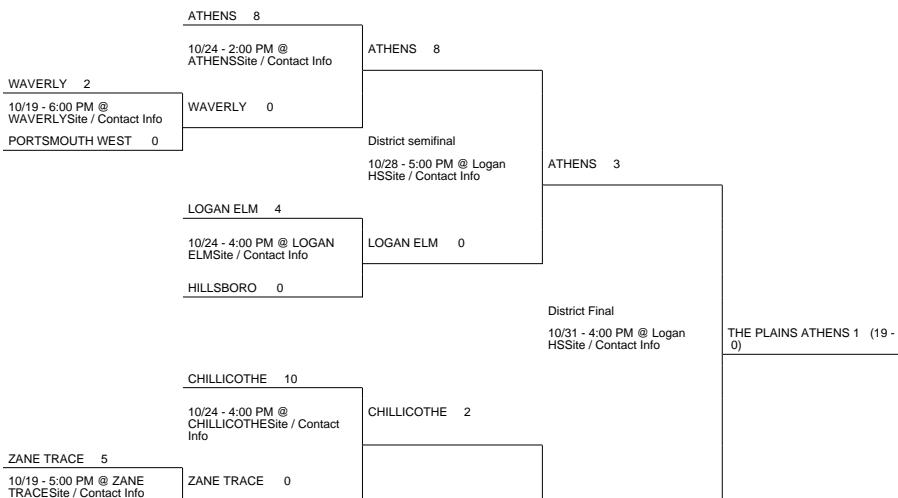 ATHENS 8
10/24 - 2:00 PM @
ATHENSSite / Contact Info
ATHENS 8
WAVERLY 2
10/19 - 6:00 PM @
WAVERLYSite / Contact Info
WAVERLY 0
PORTSMOUTH WEST 0
District semifinal
10/28 - 5:00 PM @ Logan
HSSite / Contact Info
ATHENS 3
LOGAN ELM 4
10/24 - 4:00 PM @ LOGAN
ELMSite / Contact Info
LOGAN ELM 0
HILLSBORO 0
District Final
10/31 - 4:00 PM @ Logan
HSSite / Contact Info
THE PLAINS ATHENS 1 (19 -
0)
CHILLICOTHE 10
10/24 - 4:00 PM @
CHILLICOTHESite / Contact
Info
CHILLICOTHE 2
ZANE TRACE 5
10/19 - 5:00 PM @ ZANE
TRACESite / Contact Info
ZANE TRACE 0